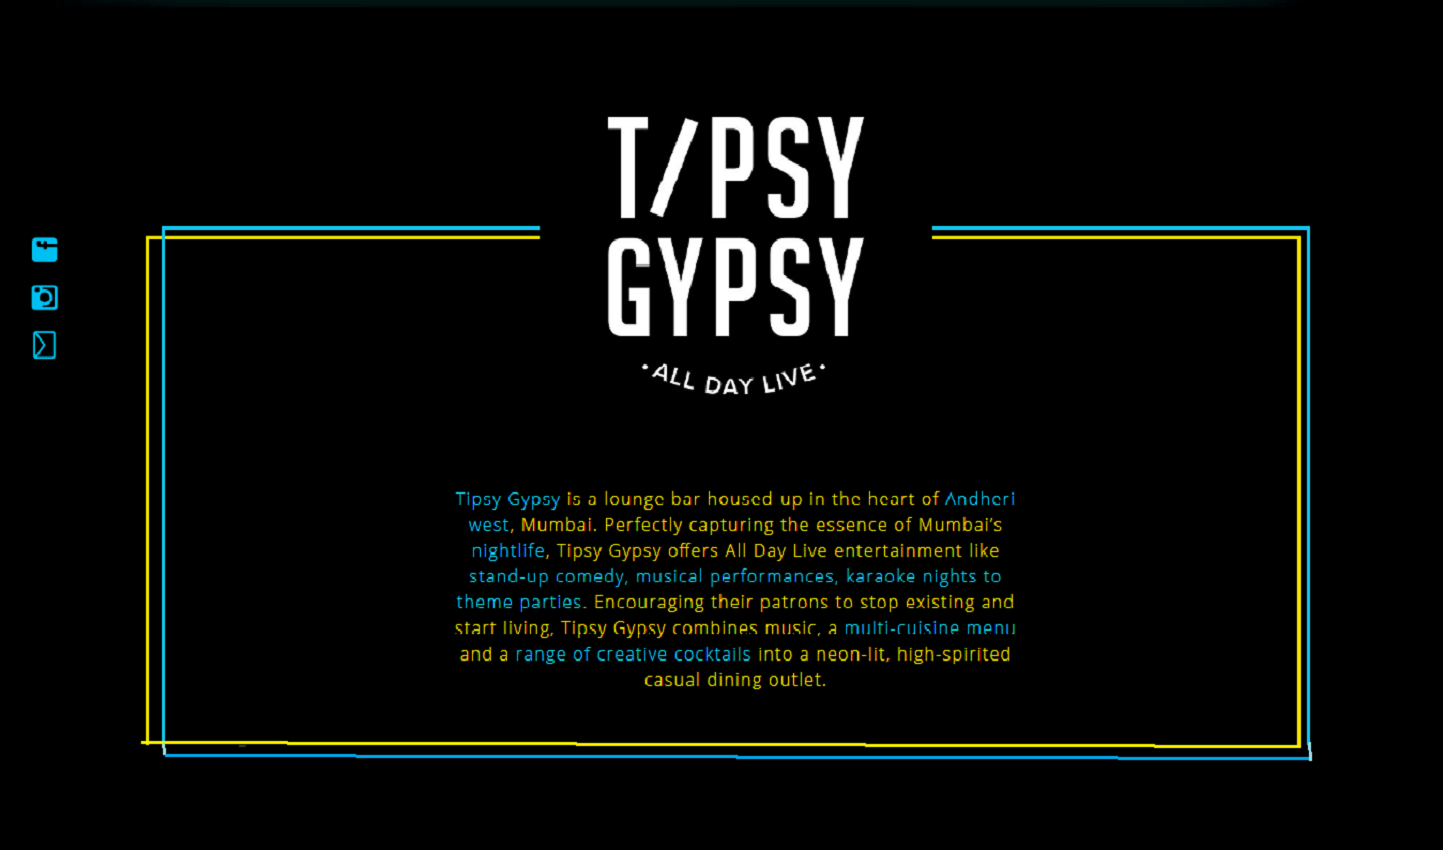 T/PSY
GYPSY
• ALL DAY LIVE •
Tipsy Gypsy is a lounge bar housed up in the heart of Andheri
west, Mumbai. Perfectly capturing the essence of Mumbai's
nightlife, Tipsy Gypsy offers All Day Live entertainment like
stand-up comedy, musical performances, karaoke nights to
theme parties. Encouraging their patrons to stop existing and
start living, Tipsy Gypsy combines music, a multi-cuisine menu
and a range of creative cocktails into a neon-lit, high-spirited
casual dining outlet.